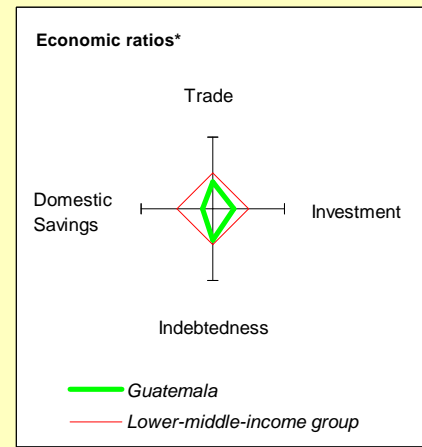 Economic ratios*
Trade
Domestic
Savings
Investment
Indebtedness
Guatemala
Lower-middle-income group